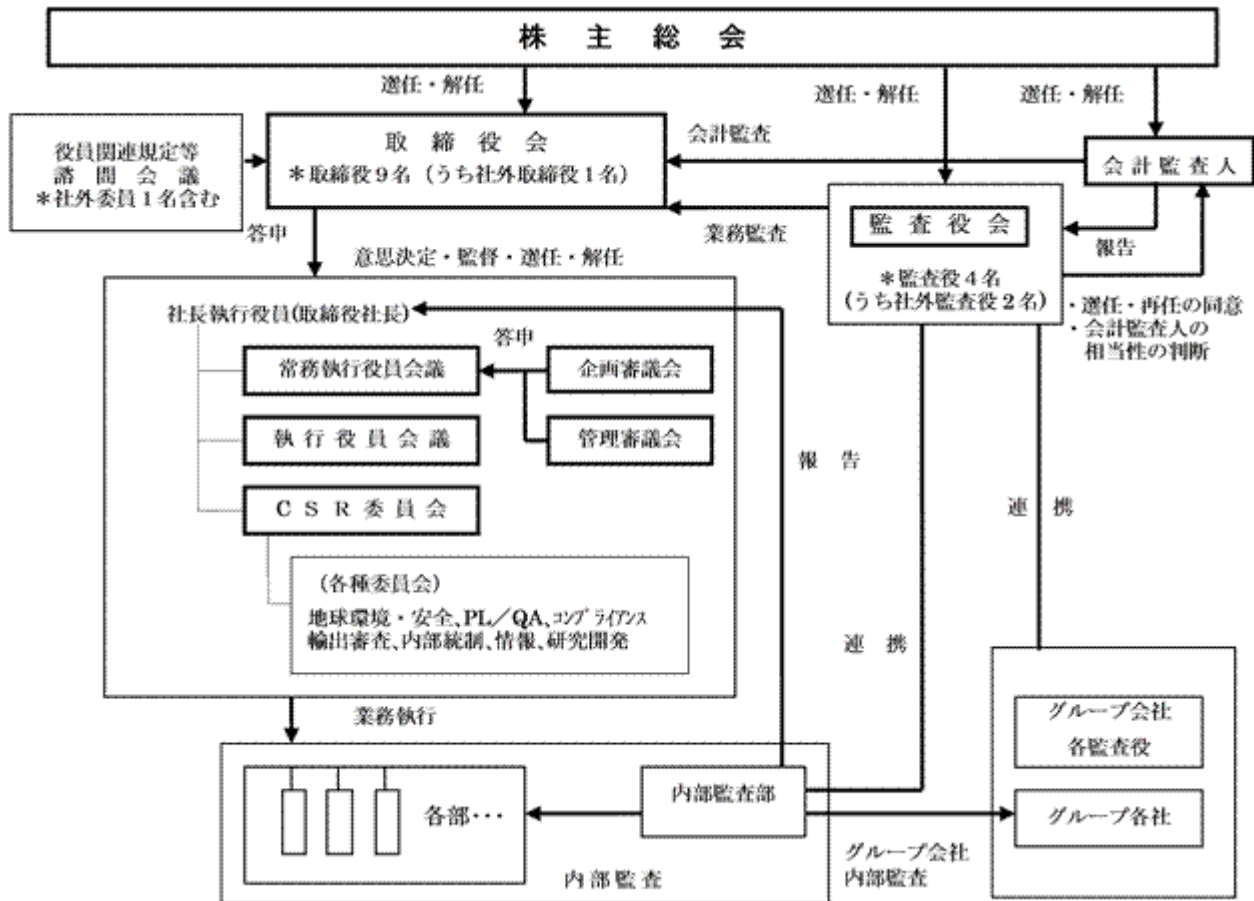 株主総会
選任・解任
選任・解任
選任・解任
役員関連規定等
諮問会議
＊社外委員１名含む
答申
取締役会
＊取締役９名（うち社外取締役１名）
会計監査
会計監査人
業務監査
監査役会
＊監査役４名
(うち社外監査役２名)
報告
・選任・再任の同意
・会計監査人の
相当性の判断
意思決定・監督・選任・解任
社長執行役員(取締役社長)
答申
常務執行役員会議
企画審議会
執行役員会議
管理審議会
ＣＳＲ委員会
(各種委員会)
地球環境・安全、PL／QA、ｺﾝﾌﾟﾗｲｱﾝｽ
輸出審査、内部統制、情報、研究開発
報告
連携
連携
業務執行
各部･･･
内部監査部
内部監査
グループ会社
内部監査
グループ会社
各監査役
グループ各社